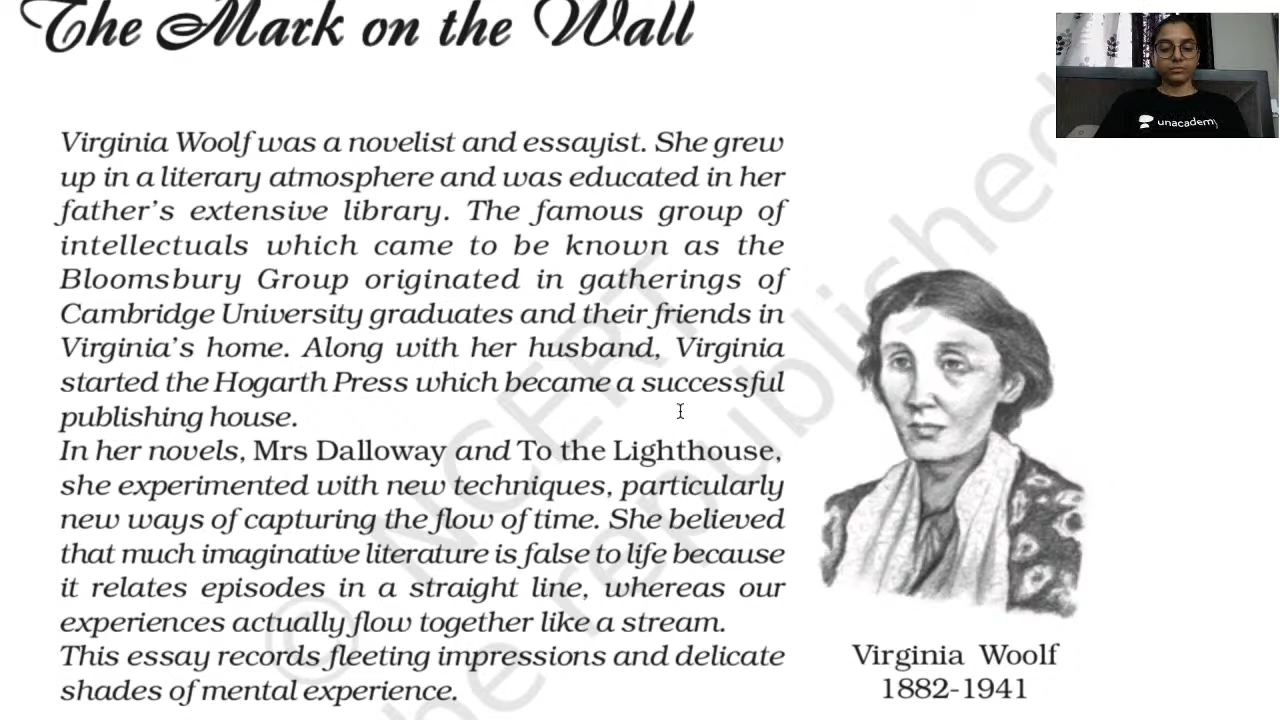 The Mark on the Wall
unacademy
Virginia Woolf was a novelist and essayist. She grew
up in a literary atmosphere and was educated in her
father's extensive library. The famous group of
intellectuals which came to be known as the
Bloomsbury Group originated in gatherings of
Cambridge University graduates and their friends in
Virginia's home. Along with her husband, Virginia
started the Hogarth Press which became a successful
publishing house.
In her novels, Mrs Dalloway and To the Lighthouse,
she experimented with new techniques, particularly
new ways of capturing the flow of time. She believed
that much imaginative literature is false to life because
it relates episodes in a straight line, whereas our
experiences actually flow together like a stream.
This essay records fleeting impressions and delicate
shades of mental experience.
Virginia Woolf
1882-1941
© NCERT
be republished